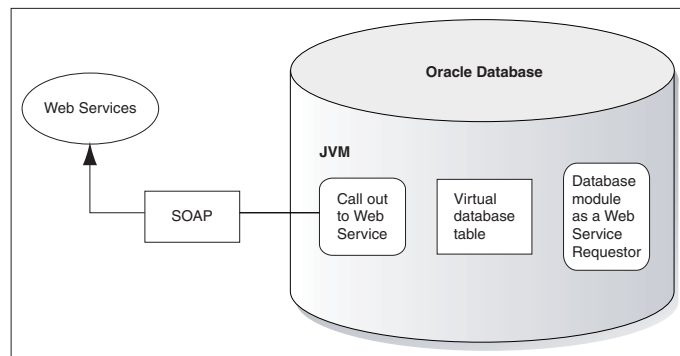 Oracle Database
Web Services
JVM
SOAP
Call out
to Web
Service
Virtual
database
table
Database
module
as a Web
Service
Requestor